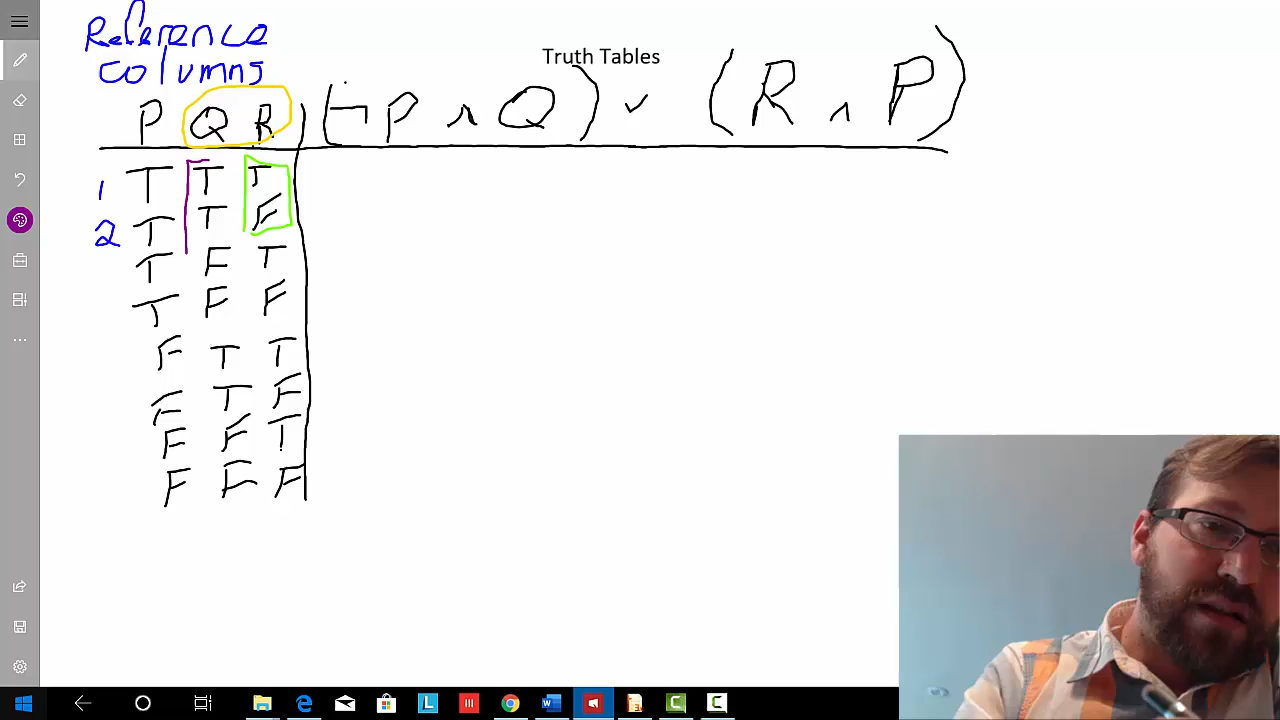 Reference
Truth Tables
columns
P Q R (¬P ∧ Q) ∨ (R ∧ P)
1 T T T
2 T T F
T F T
T F F
F T T
F T F
F F T
F F F